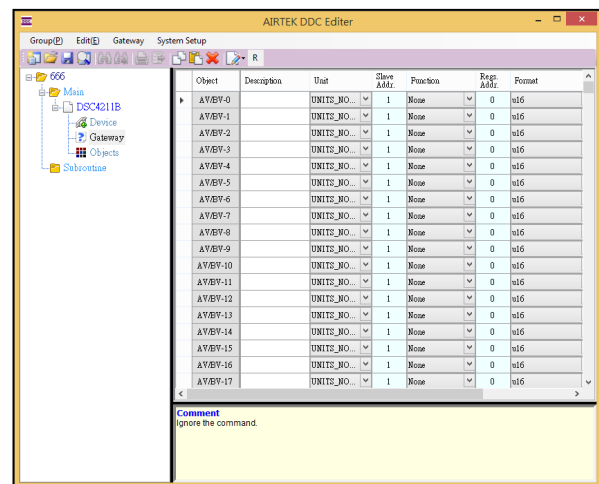 AIRTEK DDC Editer
Group(P) Edit(E) Gateway System Setup
R
666
Main
DSC4211B
Device
Gateway
Objects
Subroutine
Object Description Unit Slave Addr. Function Regs. Addr. Format
AV/BV-0 UNITS_NO... 1 None 0 u16
AV/BV-1 UNITS_NO... 1 None 0 u16
AV/BV-2 UNITS_NO... 1 None 0 u16
AV/BV-3 UNITS_NO... 1 None 0 u16
AV/BV-4 UNITS_NO... 1 None 0 u16
AV/BV-5 UNITS_NO... 1 None 0 u16
AV/BV-6 UNITS_NO... 1 None 0 u16
AV/BV-7 UNITS_NO... 1 None 0 u16
AV/BV-8 UNITS_NO... 1 None 0 u16
AV/BV-9 UNITS_NO... 1 None 0 u16
AV/BV-10 UNITS_NO... 1 None 0 u16
AV/BV-11 UNITS_NO... 1 None 0 u16
AV/BV-12 UNITS_NO... 1 None 0 u16
AV/BV-13 UNITS_NO... 1 None 0 u16
AV/BV-14 UNITS_NO... 1 None 0 u16
AV/BV-15 UNITS_NO... 1 None 0 u16
AV/BV-16 UNITS_NO... 1 None 0 u16
AV/BV-17 UNITS_NO... 1 None 0 u16
Comment
Ignore the command.